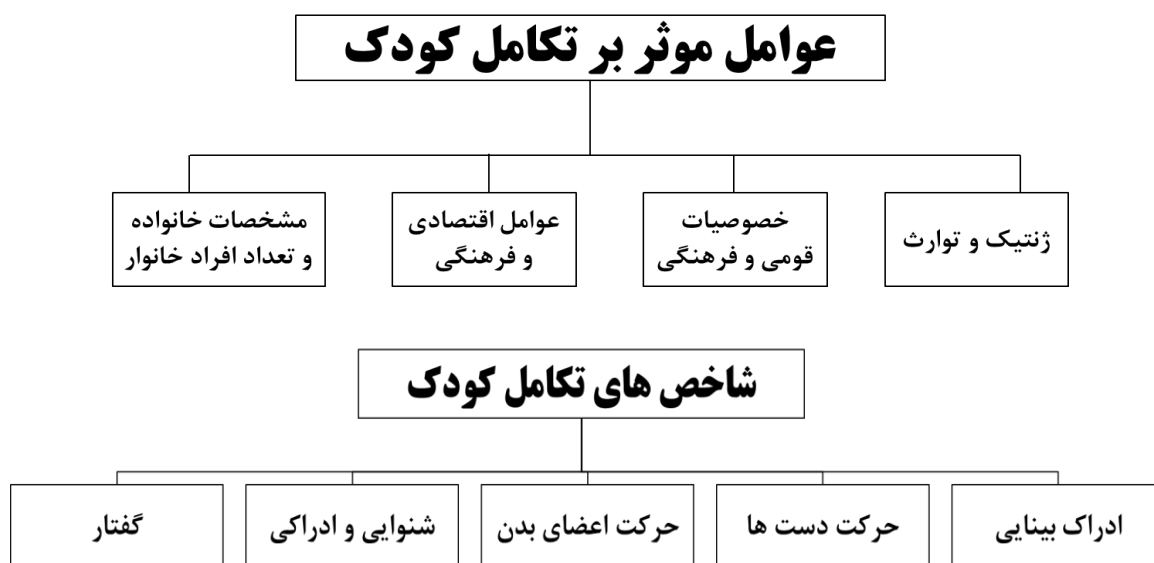 عوامل موثر بر تکامل کودک
ژنتیک و توارث
خصوصیات
قومی و فرهنگی
عوامل اقتصادی
و فرهنگی
مشخصات خانواده
و تعداد افراد خانوار
شاخص های تکامل کودک
ادراک بینایی
حرکت دست ها
حرکت اعضای بدن
شنوایی و ادراکی
گفتار